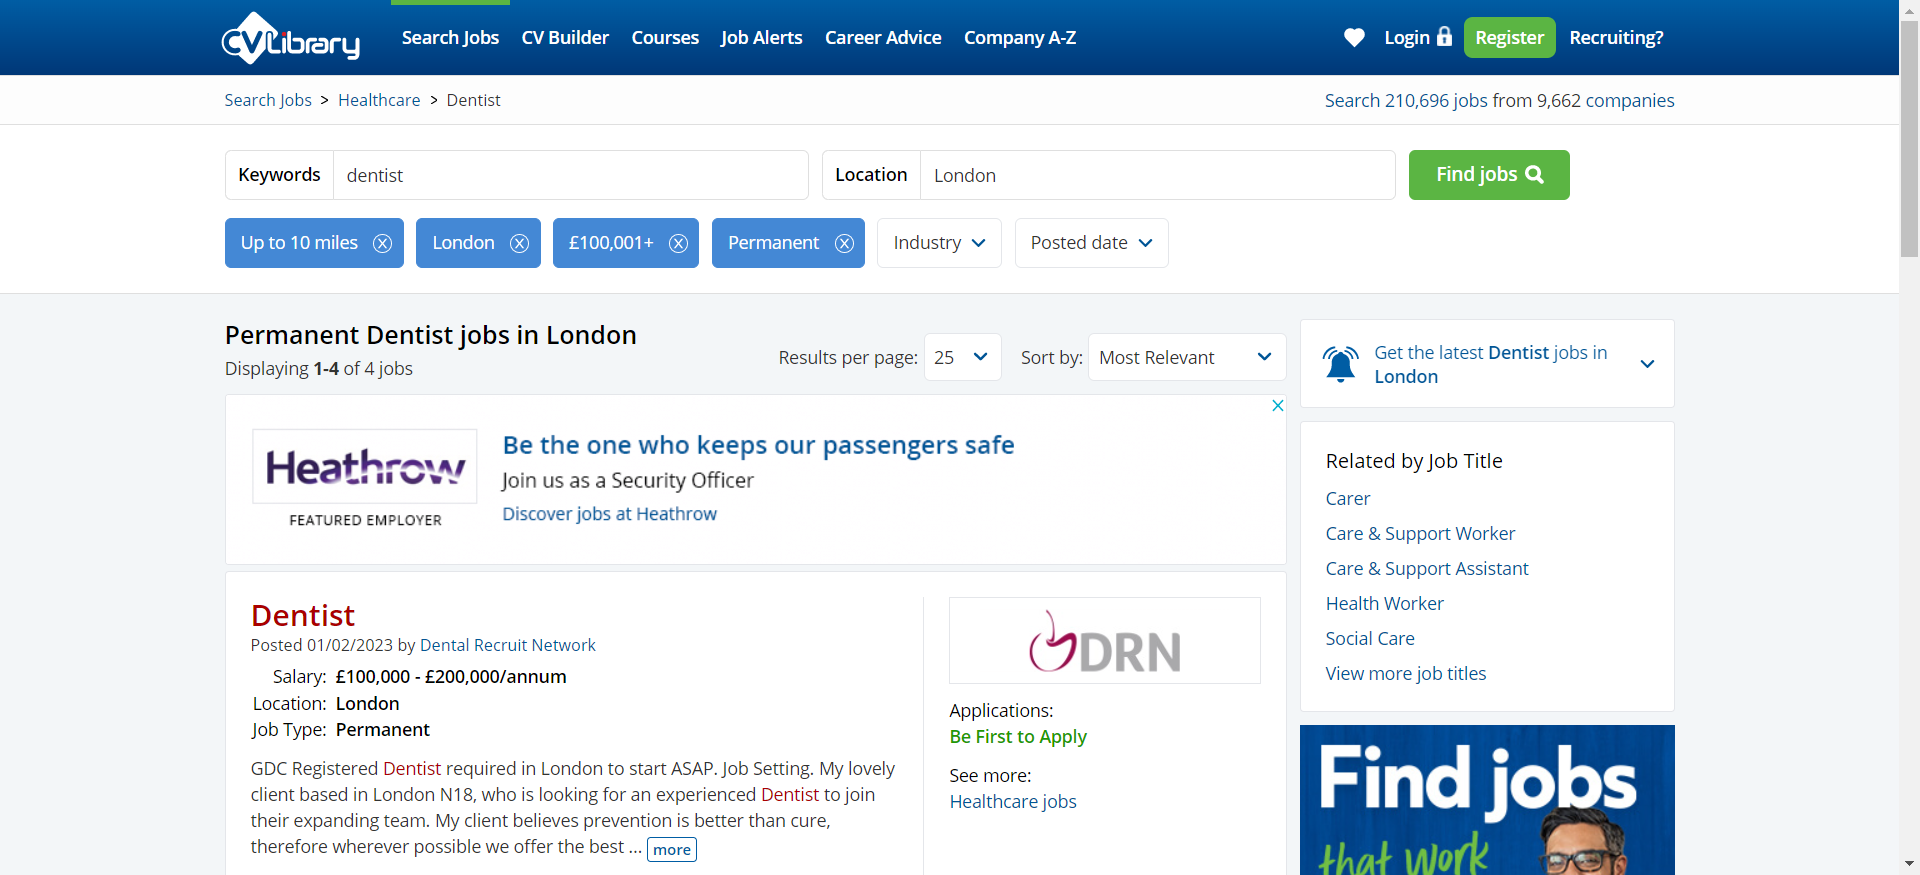 CVLibrary
Search Jobs CV Builder Courses Job Alerts Career Advice Company A-Z Login Register Recruiting?
Search Jobs > Healthcare > Dentist
Search 210,696 jobs from 9,662 companies
Keywords dentist Location London Find jobs
Up to 10 miles London £100,001+ Permanent Industry Posted date
Permanent Dentist jobs in London
Displaying 1-4 of 4 jobs
Results per page: 25 Sort by: Most Relevant
Heathrow
FEATURED EMPLOYER
Be the one who keeps our passengers safe
Join us as a Security Officer
Discover jobs at Heathrow
Dentist
Posted 01/02/2023 by Dental Recruit Network
Salary: £100,000 - £200,000/annum
Location: London
Job Type: Permanent
GDC Registered Dentist required in London to start ASAP. Job Setting. My lovely
client based in London N18, who is looking for an experienced Dentist to join
their expanding team. My client believes prevention is better than cure,
therefore wherever possible we offer the best ... more
DRN
Applications:
Be First to Apply
See more:
Healthcare jobs
Get the latest Dentist jobs in
London
Related by Job Title
Carer
Care & Support Worker
Care & Support Assistant
Health Worker
Social Care
View more job titles
Find jobs
that work